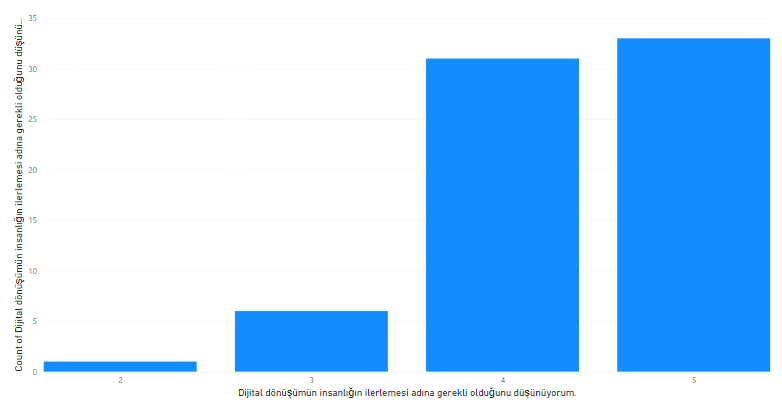 Count of Dijital dönüşümün insanlığın ilerlemesi adına gerekli olduğunu düşünü...
35
30
25
20
15
10
5
0
2 3 4 5
Dijital dönüşümün insanlığın ilerlemesi adına gerekli olduğunu düşünüyorum.